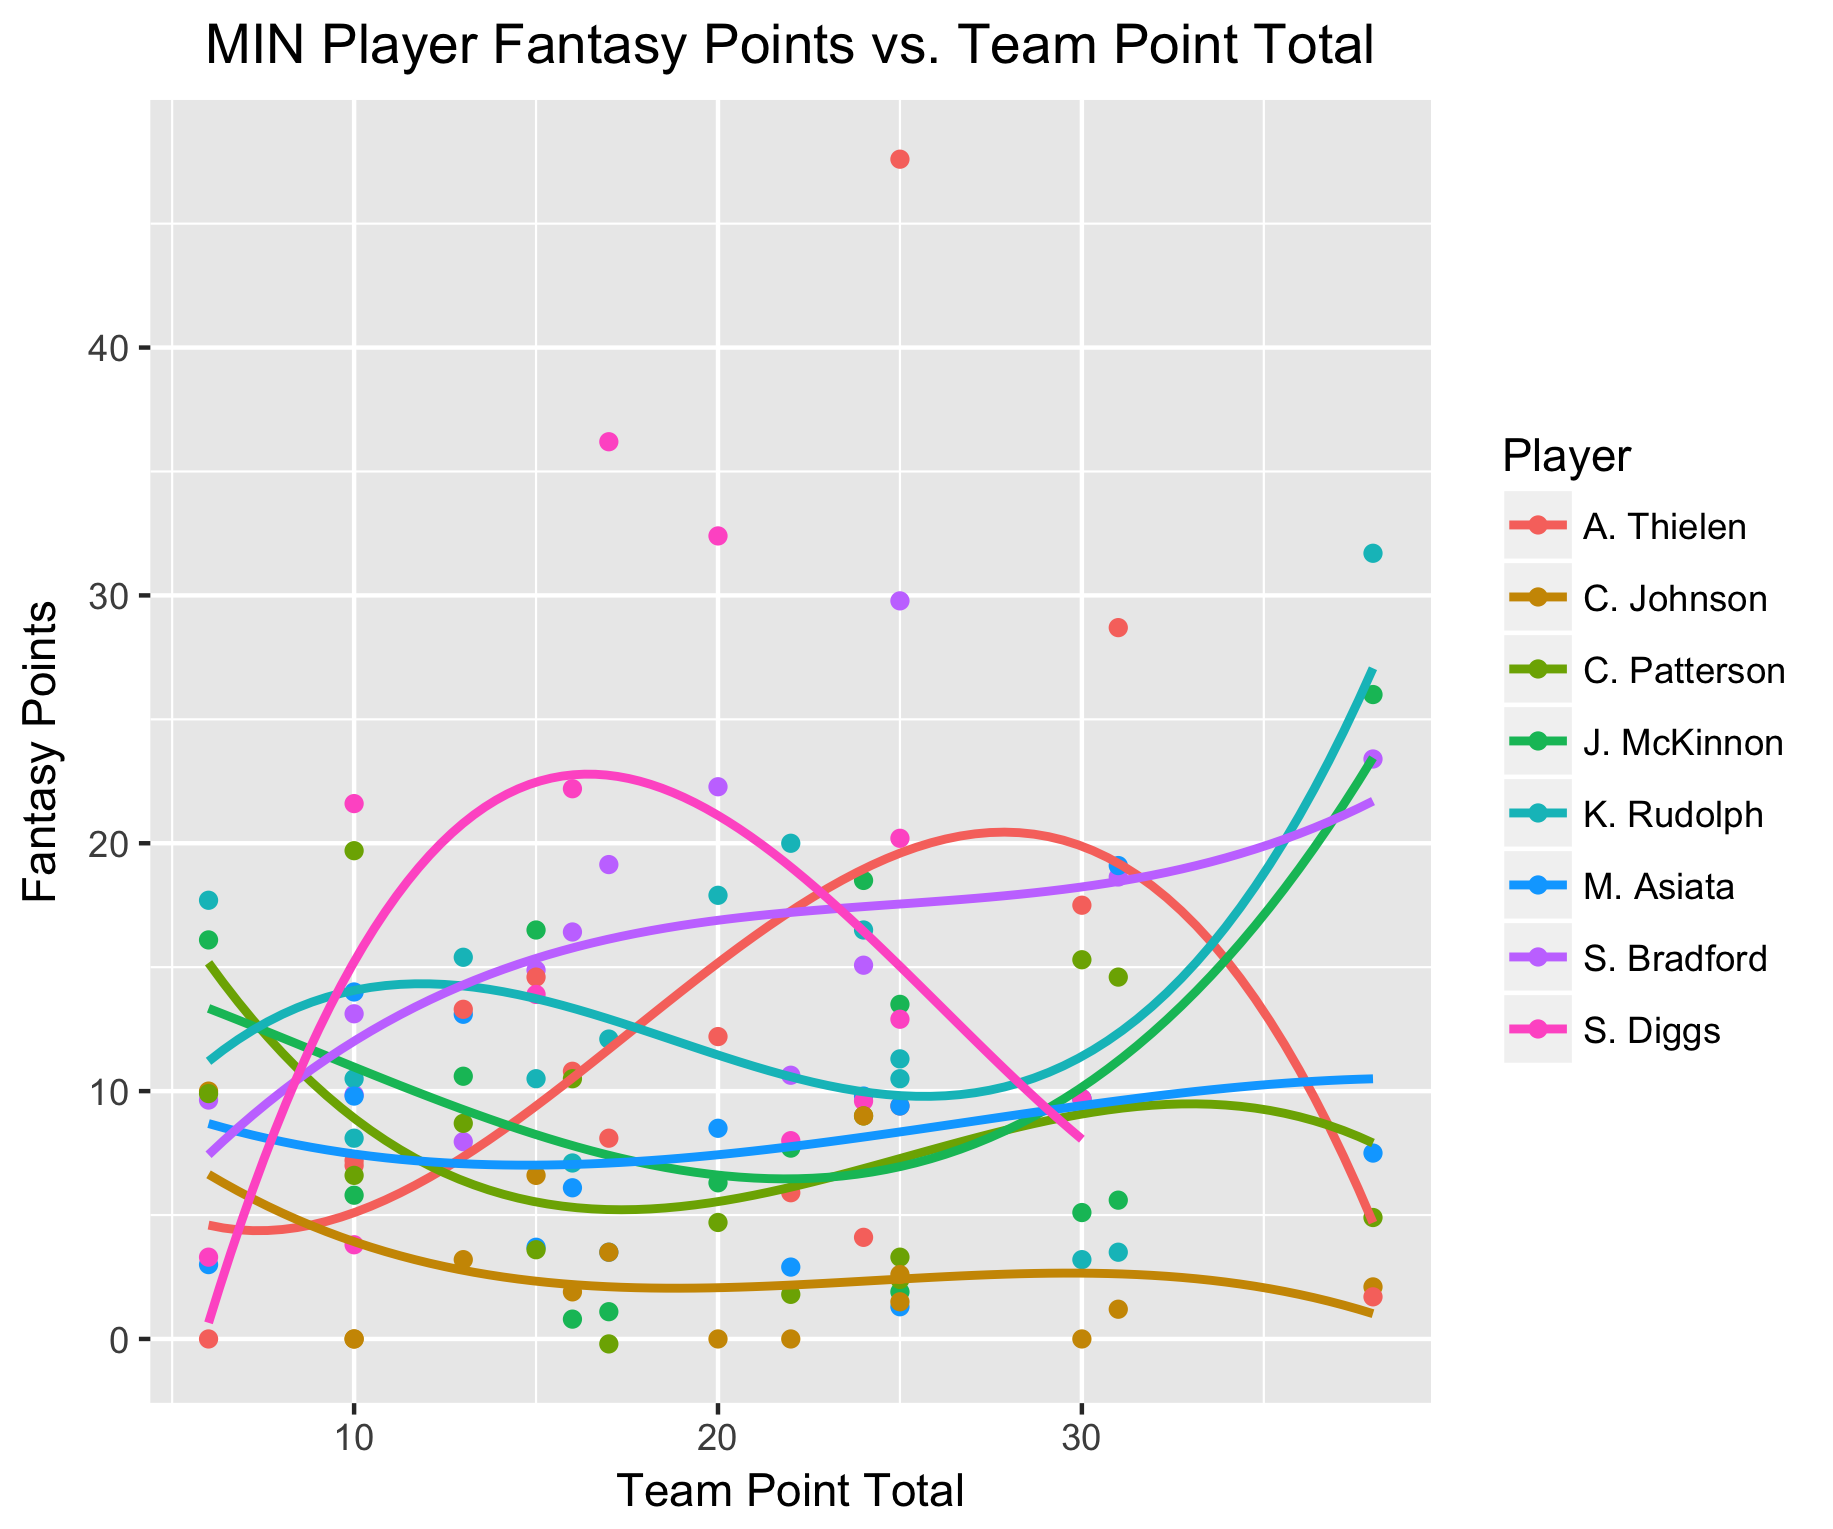 MIN Player Fantasy Points vs. Team Point Total
Fantasy Points
40
30
20
10
0
10 20 30
Team Point Total
Player
A. Thielen
C. Johnson
C. Patterson
J. McKinnon
K. Rudolph
M. Asiata
S. Bradford
S. Diggs